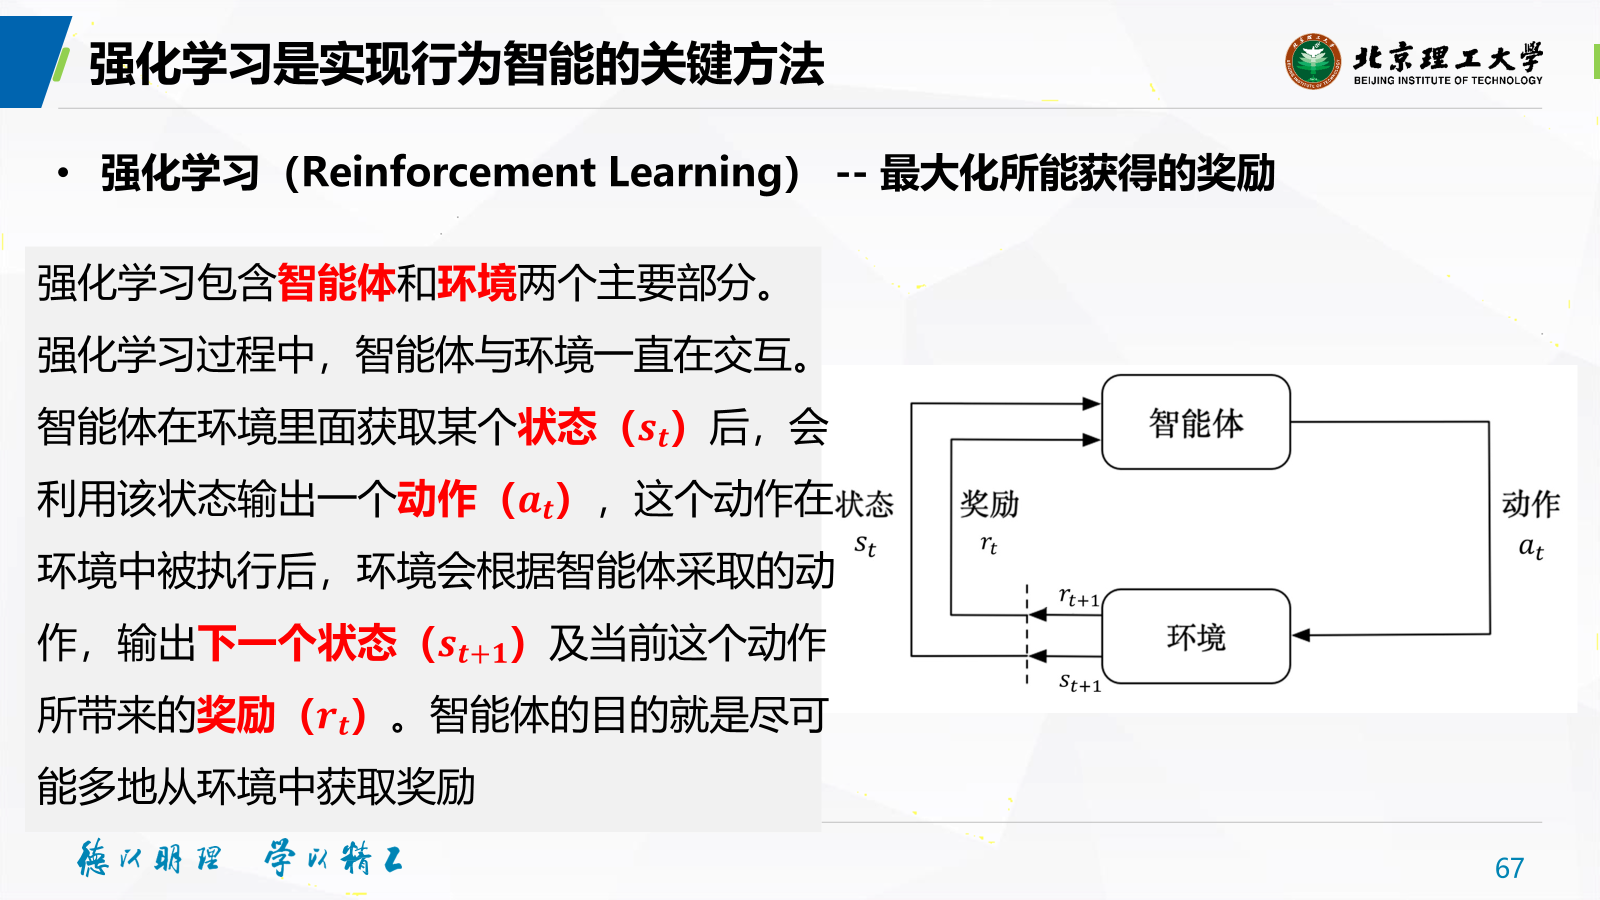 强化学习是实现行为智能的关键方法
北京理工大学
BEIJING INSTITUTE OF TECHNOLOGY
• 强化学习（Reinforcement Learning） -- 最大化所能获得的奖励
强化学习包含智能体和环境两个主要部分。
强化学习过程中，智能体与环境一直在交互。
智能体在环境里面获取某个状态（s_t）后，会
利用该状态输出一个动作（a_t），这个动作在
环境中被执行后，环境会根据智能体采取的动
作，输出下一个状态（s_{t+1}）及当前这个动作
所带来的奖励（r_t）。智能体的目的就是尽可
能多地从环境中获取奖励
智能体
状态
s_t
奖励
r_t
动作
a_t
r_{t+1}
环境
s_{t+1}
德以明理 学以精工
67